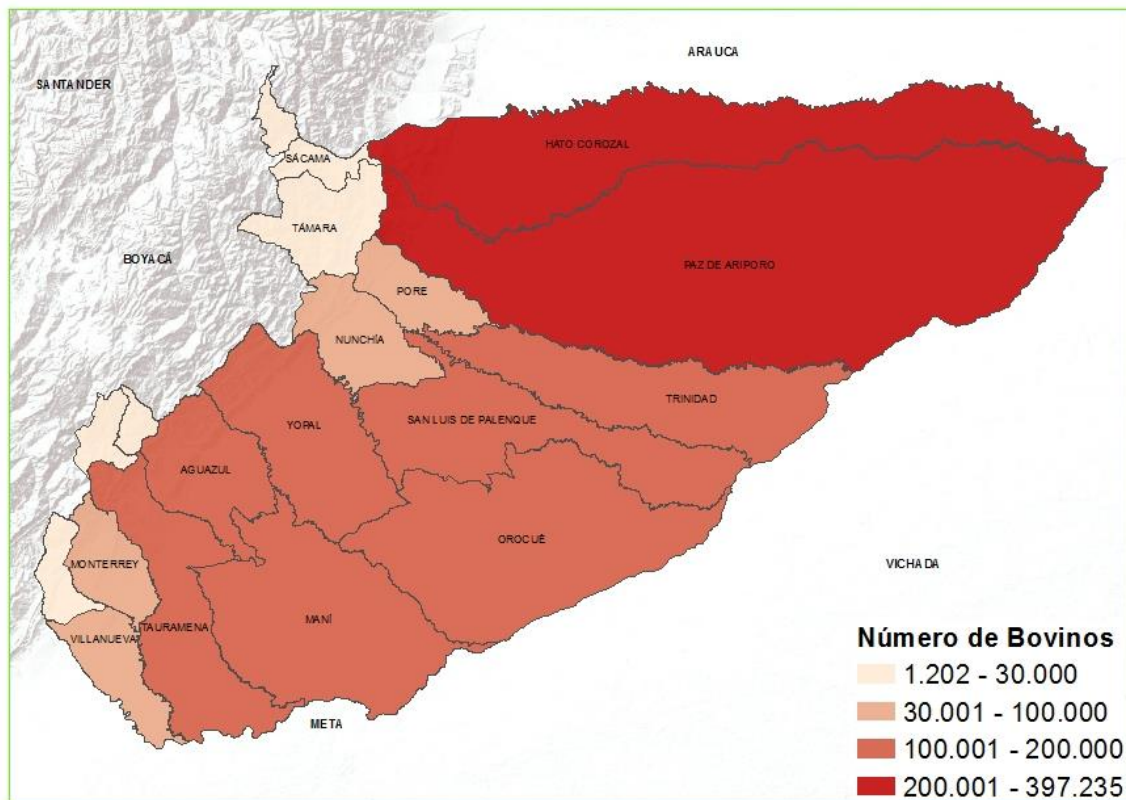 ARAUCA
SANTANDER
HATO COROZAL
SÁCAMA
TÁMARA
BOYACÁ
PAZ DE ARIPORO
PORE
NUNCHÍA
TRINIDAD
SAN LUIS DE PALENQUE
YOPAL
AGUAZUL
OROCUÉ
MONTERREY
VICHADA
MANÍ
TAURAMENA
VILLANUEVA
META
Número de Bovinos
1.202 - 30.000
30.001 - 100.000
100.001 - 200.000
200.001 - 397.235